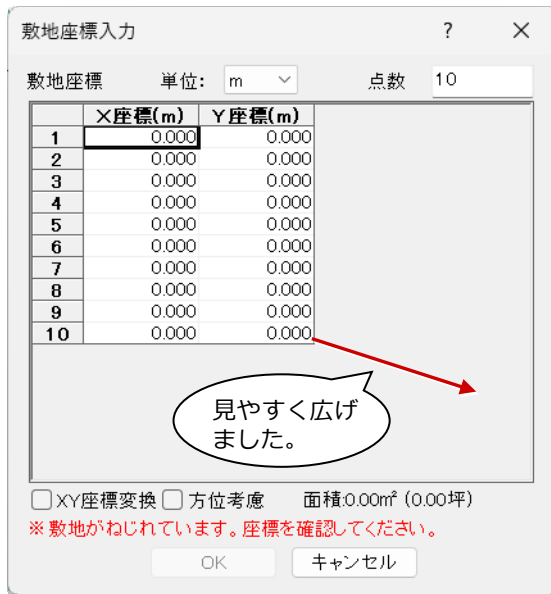 敷地座標入力 ? ×
敷地座標 単位: m 点数 10
X座標(m) Y座標(m)
1 0.000 0.000
2 0.000 0.000
3 0.000 0.000
4 0.000 0.000
5 0.000 0.000
6 0.000 0.000
7 0.000 0.000
8 0.000 0.000
9 0.000 0.000
10 0.000 0.000
見やすく広げ
ました。
XY座標変換 方位考慮 面積:0.00㎡ (0.00坪)
※敷地がねじれています。座標を確認してください。
OK キャンセル